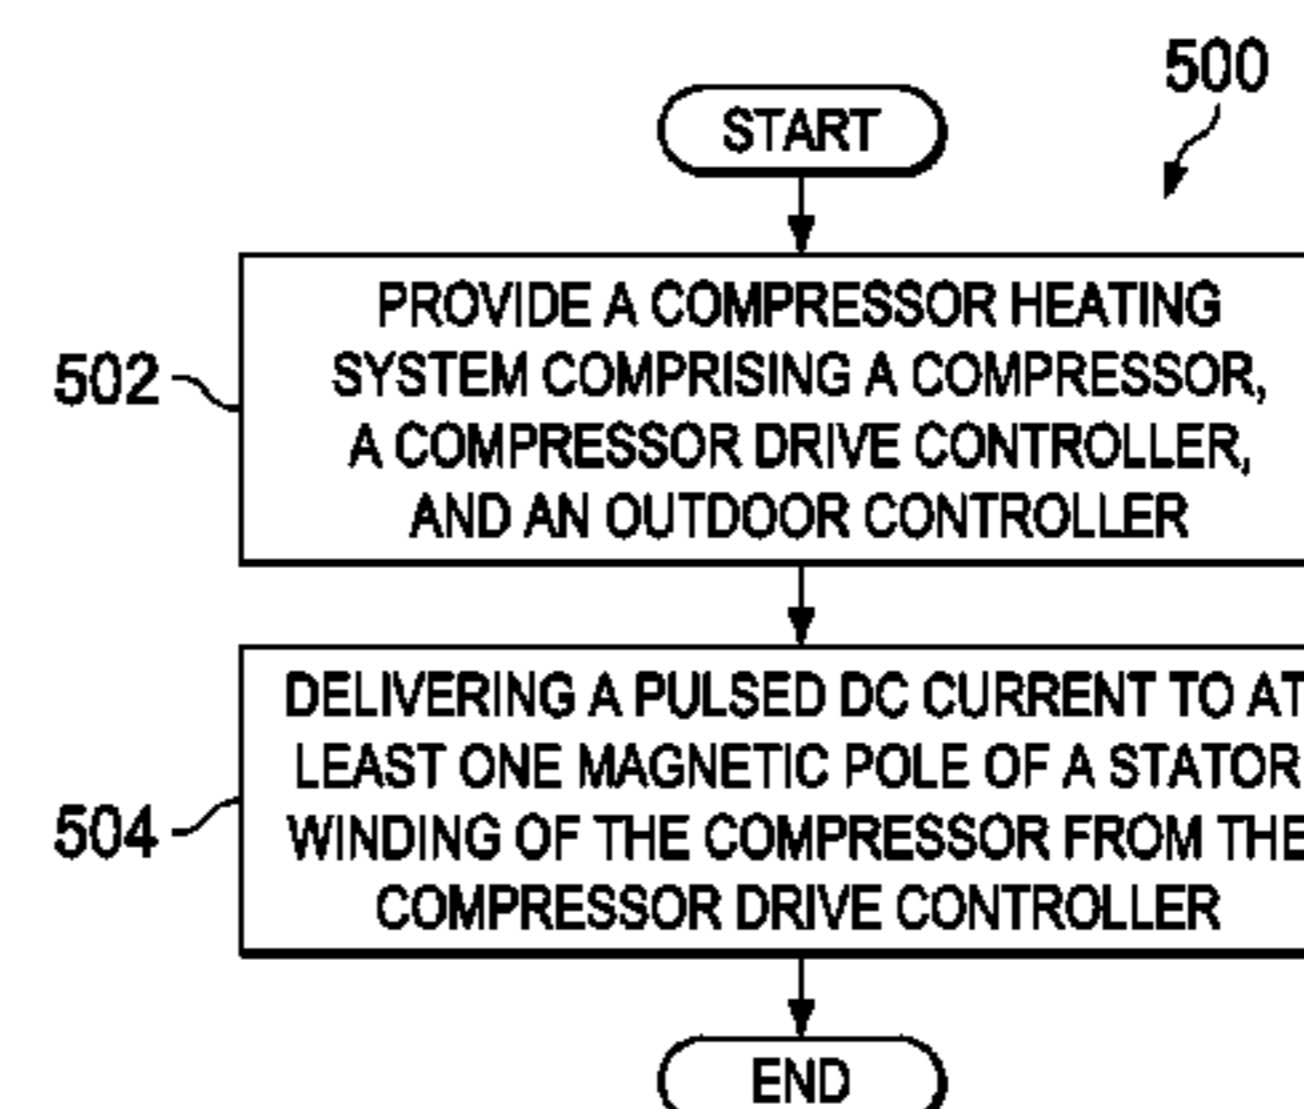 500
START
PROVIDE A COMPRESSOR HEATING
SYSTEM COMPRISING A COMPRESSOR,
A COMPRESSOR DRIVE CONTROLLER,
AND AN OUTDOOR CONTROLLER
502
DELIVERING A PULSED DC CURRENT TO AT
LEAST ONE MAGNETIC POLE OF A STATOR
WINDING OF THE COMPRESSOR FROM THE
COMPRESSOR DRIVE CONTROLLER
504
END